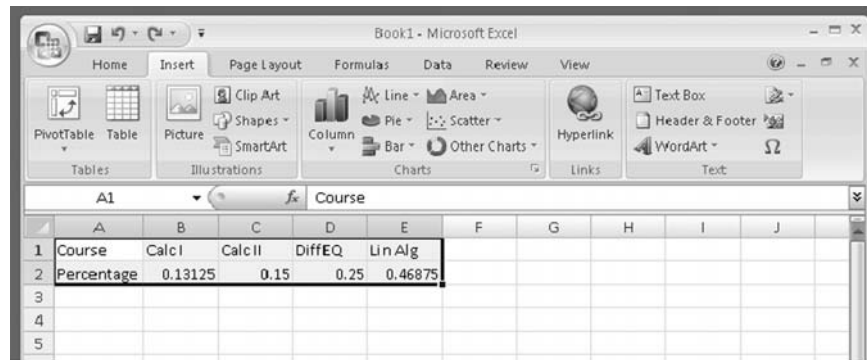 Book1 - Microsoft Excel
Home Insert Page Layout Formulas Data Review View
PivotTable Table Picture Clip Art Shapes SmartArt Column Line Pie Bar Area Scatter Other Charts Hyperlink Text Box Header & Footer WordArt Ω
Tables Illustrations Charts Links Text
A1 fx Course
A B C D E F G H I J
1 Course Calc I Calc II DiffEQ Lin Alg
2 Percentage 0.13125 0.15 0.25 0.46875
3
4
5